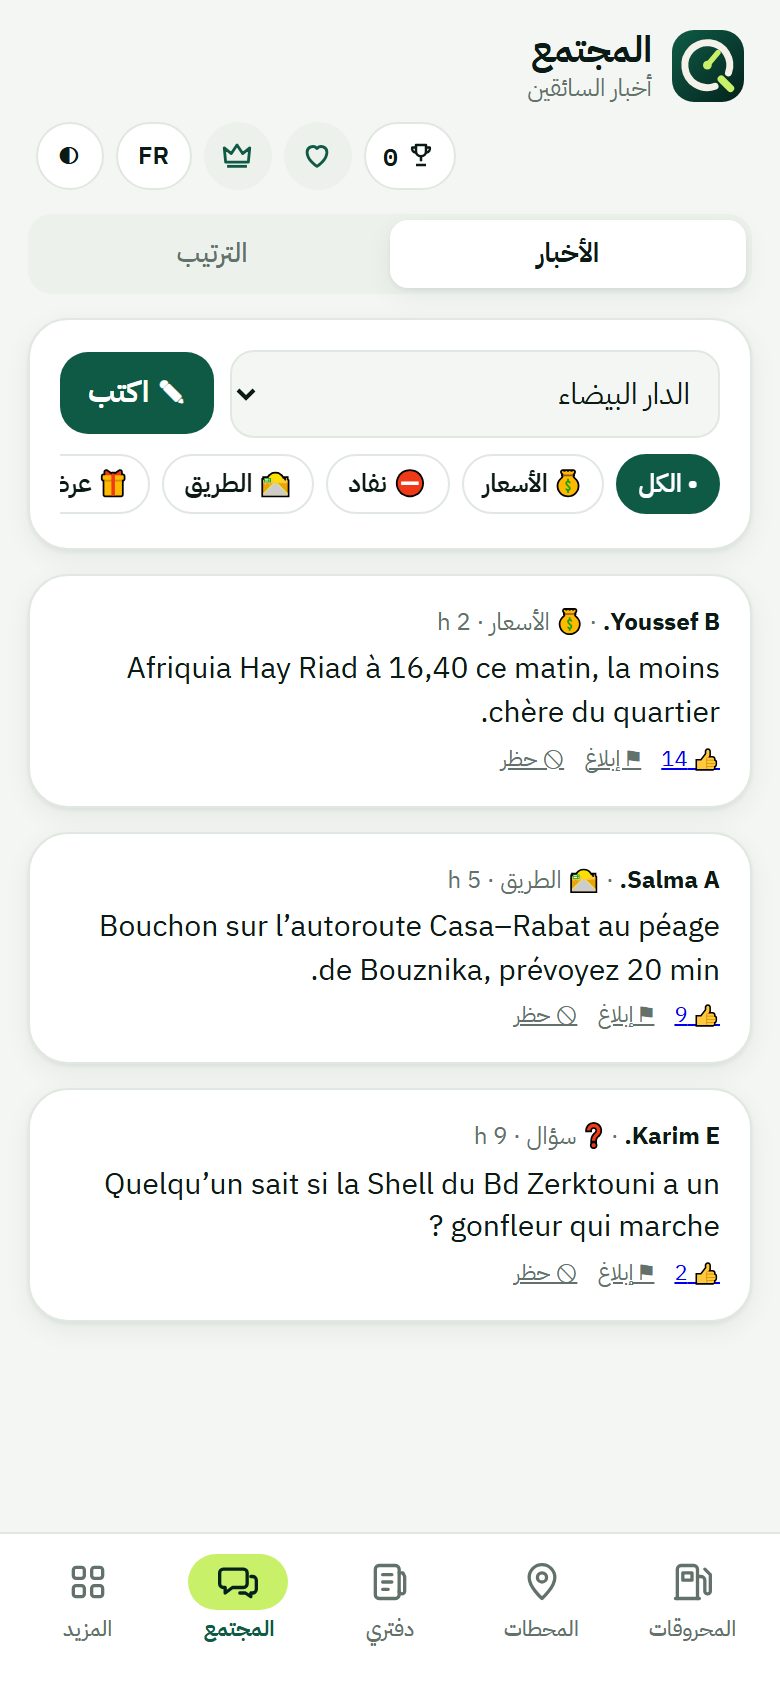 المجتمع
أخبار السائقين
0 🏆
FR
الأخبار
الترتيب
الدار البيضاء
✏️ اكتب
• الكل
💰 الأسعار
⛔ نفاد
🛣️ الطريق
🎁 عرض
Youssef B. · 💰 الأسعار · 2 h
Afriquia Hay Riad à 16,40 ce matin, la moins
chère du quartier.
👍 14 ⚑ إبلاغ 🚫 حظر
Salma A. · 🛣️ الطريق · 5 h
Bouchon sur l’autoroute Casa–Rabat au péage
de Bouznika, prévoyez 20 min.
👍 9 ⚑ إبلاغ 🚫 حظر
Karim E. · ❓ سؤال · 9 h
Quelqu’un sait si la Shell du Bd Zerktouni a un
gonfleur qui marche ?
👍 2 ⚑ إبلاغ 🚫 حظر
المحروقات
المحطات
دفتري
المجتمع
المزيد